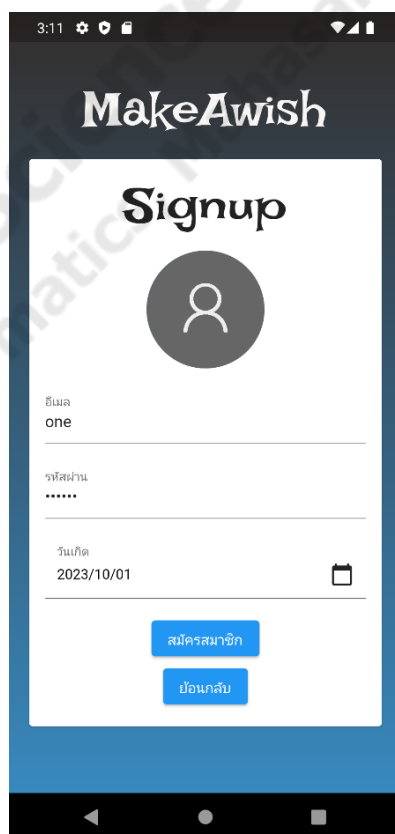 3:11
MakeAwish
Signup
อีเมล
one
รหัสผ่าน
••••••
วันเกิด
2023/10/01
สมัครสมาชิก
ย้อนกลับ